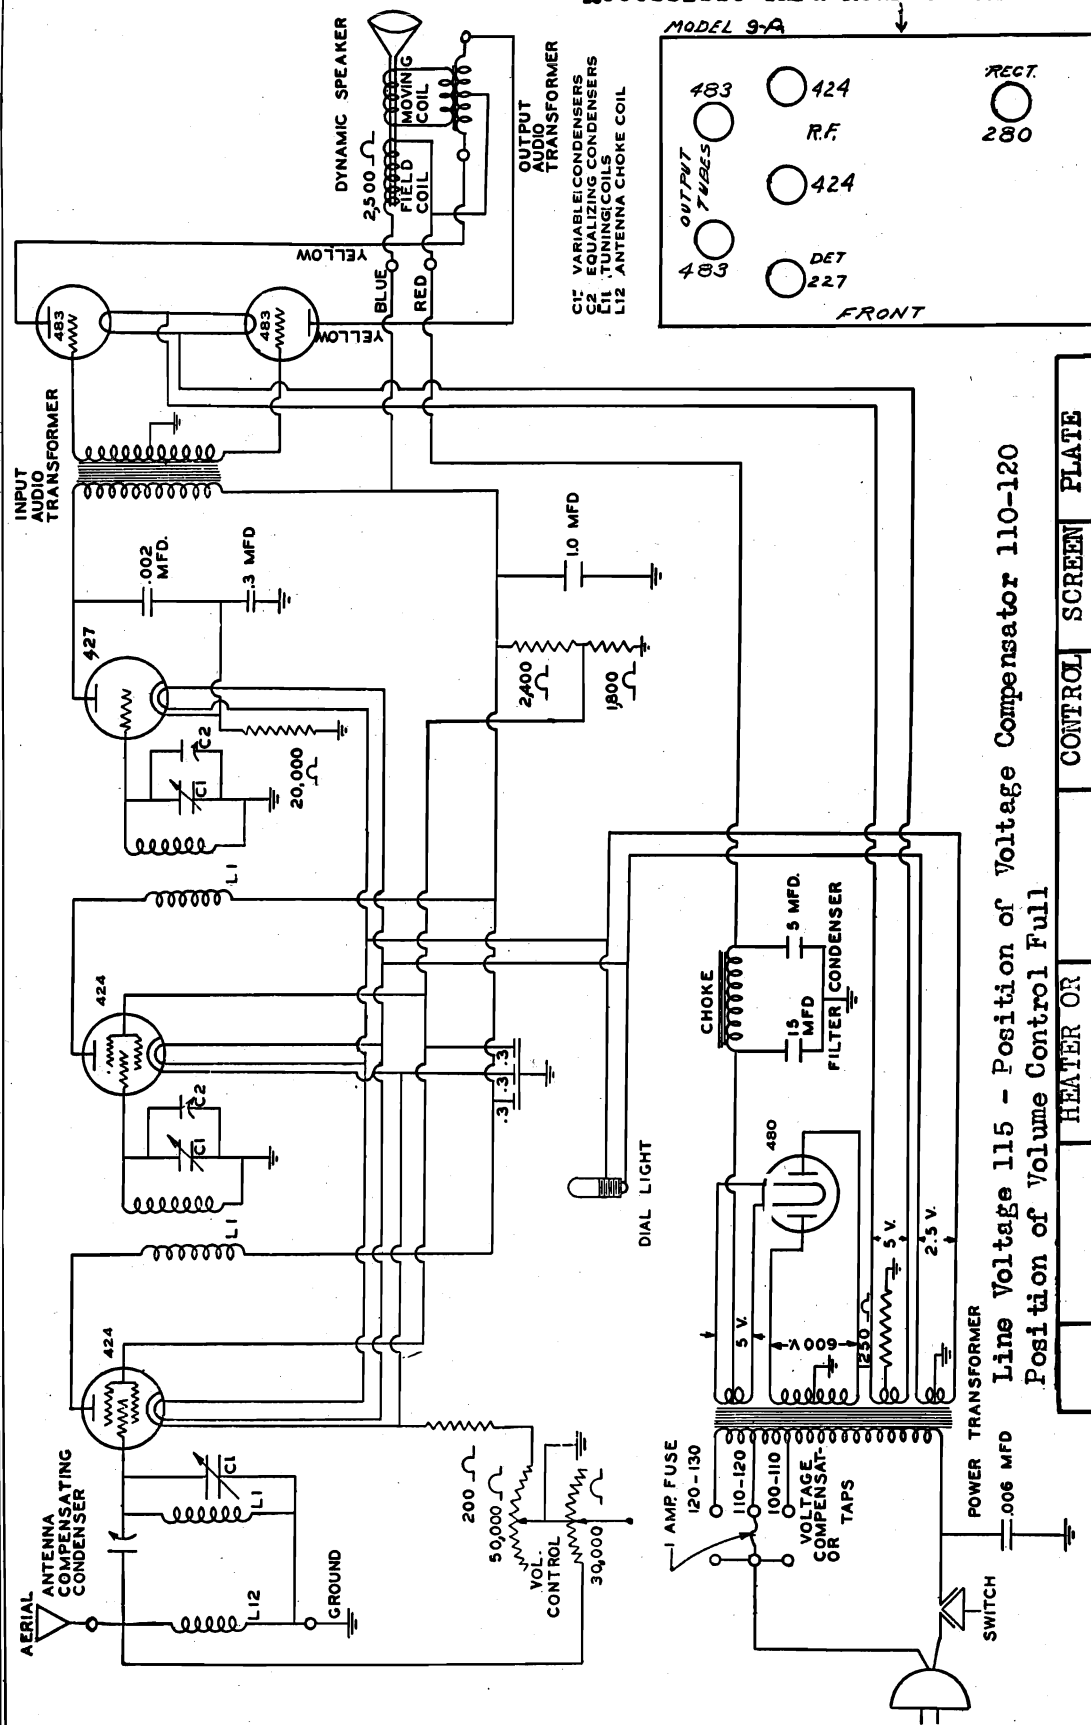 MODEL 9-A
483
424
RECT.
280
OUTPUT
TUBES
R.F.
424
483
DET
227
FRONT
DYNAMIC SPEAKER
2,500
FIELD
COIL
MOVING
COIL
OUTPUT
AUDIO
TRANSFORMER
YELLOW
YELLOW
BLUE
RED
C1- VARIABLE CONDENSERS
C2 EQUALIZING CONDENSERS
L1 TUNING COILS
L12 ANTENNA CHOKE COIL
483
483
INPUT
AUDIO
TRANSFORMER
.002
MFD.
.3 MFD
1.0 MFD
427
C2
C1
20,000
2,400
1,800
L1
424
C2
C1
.3
.3
.3
L1
424
C1
L1
L12
AERIAL
ANTENNA
COMPENSATING
CONDENSER
GROUND
200
50,000
VOL.
CONTROL
30,000
DIAL LIGHT
CHOKE
15
MFD
5 MFD.
FILTER CONDENSER
480
5 V.
600 V.
1250
5 V.
2.5 V.
1 AMP. FUSE
120-130
110-120
100-110
VOLTAGE
COMPENSAT-
OR
TAPS
POWER TRANSFORMER
.006 MFD
SWITCH
Line Voltage 115 - Position of Voltage Compensator 110-120
Position of Volume Control Full
HEATER OR
CONTROL
SCREEN
PLATE